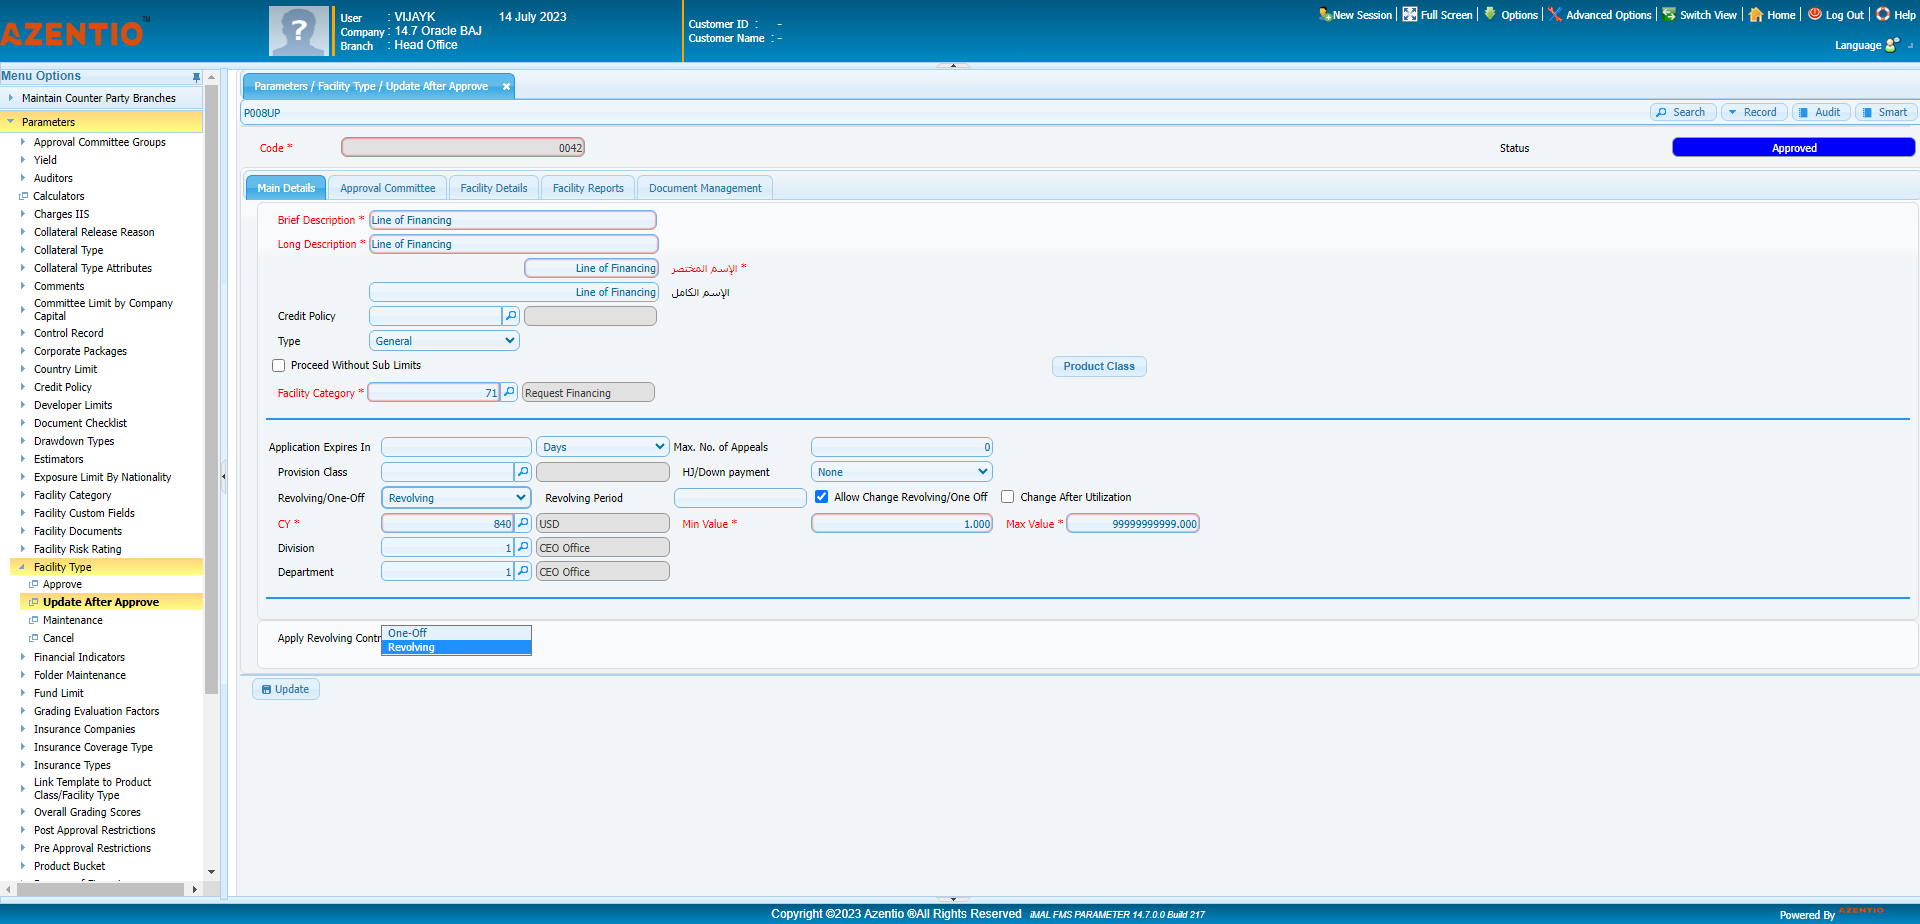 AZENTIO™
?
User : VIJAYK 14 July 2023
Company : 14.7 Oracle BAJ
Branch : Head Office
Customer ID : -
Customer Name : -
New Session
Full Screen
Options
Advanced Options
Switch View
Home
Log Out
Help
Language
Menu Options
Maintain Counter Party Branches
Parameters
Approval Committee Groups
Yield
Auditors
Calculators
Charges IIS
Collateral Release Reason
Collateral Type
Collateral Type Attributes
Comments
Committee Limit by Company
Capital
Control Record
Corporate Packages
Country Limit
Credit Policy
Developer Limits
Document Checklist
Drawdown Types
Estimators
Exposure Limit By Nationality
Facility Category
Facility Custom Fields
Facility Documents
Facility Risk Rating
Facility Type
Approve
Update After Approve
Maintenance
Cancel
Financial Indicators
Folder Maintenance
Fund Limit
Grading Evaluation Factors
Insurance Companies
Insurance Coverage Type
Insurance Types
Link Template to Product
Class/Facility Type
Overall Grading Scores
Post Approval Restrictions
Pre Approval Restrictions
Product Bucket
Parameters / Facility Type / Update After Approve
P008UP
Search
Record
Audit
Smart
Code * 0042
Status Approved
Main Details
Approval Committee
Facility Details
Facility Reports
Document Management
Brief Description * Line of Financing
Long Description * Line of Financing
Line of Financing الإسم المختصر *
Line of Financing الإسم الكامل
Credit Policy
Type General
Proceed Without Sub Limits
Product Class
Facility Category * 71 Request Financing
Application Expires In Days Max. No. of Appeals 0
Provision Class HJ/Down payment None
Revolving/One-Off Revolving Revolving Period Allow Change Revolving/One Off Change After Utilization
CY * 840 USD Min Value * 1.000 Max Value * 99999999999.000
Division 1 CEO Office
Department 1 CEO Office
One-Off
Apply Revolving Contr
Revolving
Update
Copyright ©2023 Azentio ®All Rights Reserved iMAL FMS PARAMETER 14.7.0.0 Build 217
Powered By AZENTIO